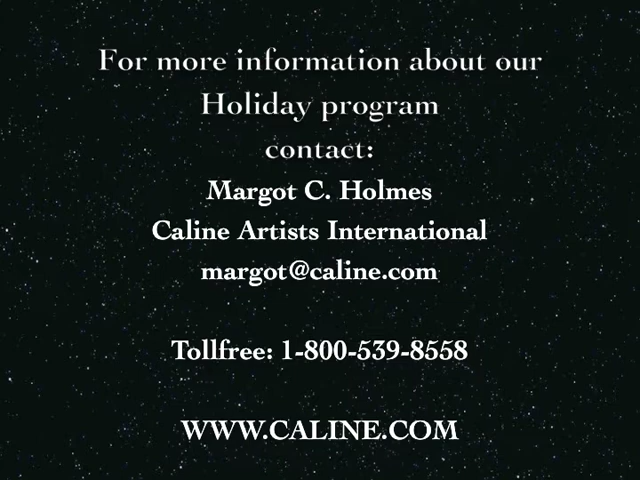 For more information about our
Holiday program
contact:
Margot C. Holmes
Caline Artists International
margot@caline.com
Tollfree: 1-800-539-8558
WWW.CALINE.COM